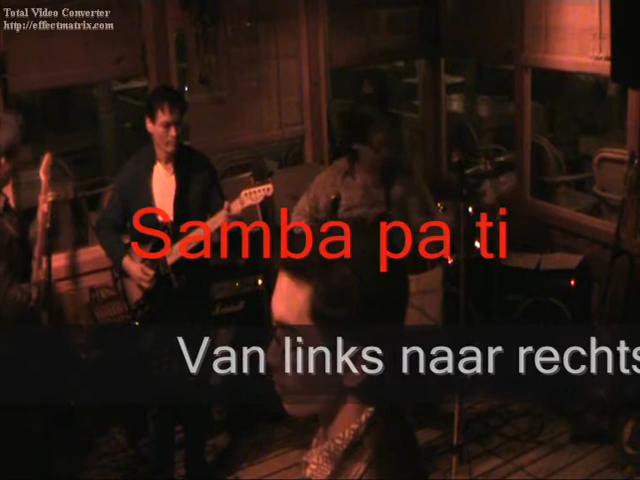 Total Video Converter
http://effectmatrix.com
Samba pa ti
Van links naar rechts